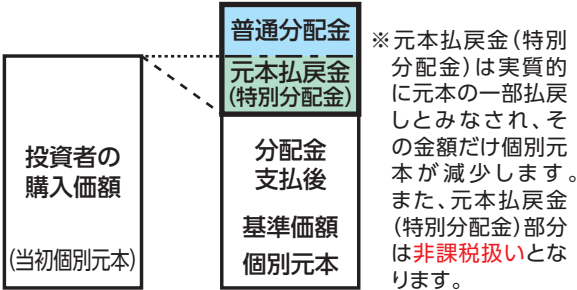 投資者の
購入価額
(当初個別元本)
普通分配金
元本払戻金
(特別分配金)
分配金
支払後
基準価額
個別元本
※元本払戻金(特別
分配金)は実質的
に元本の一部払戻
しとみなされ、そ
の金額だけ個別元
本が減少します。
また、元本払戻金
(特別分配金)部分
は非課税扱いとな
ります。